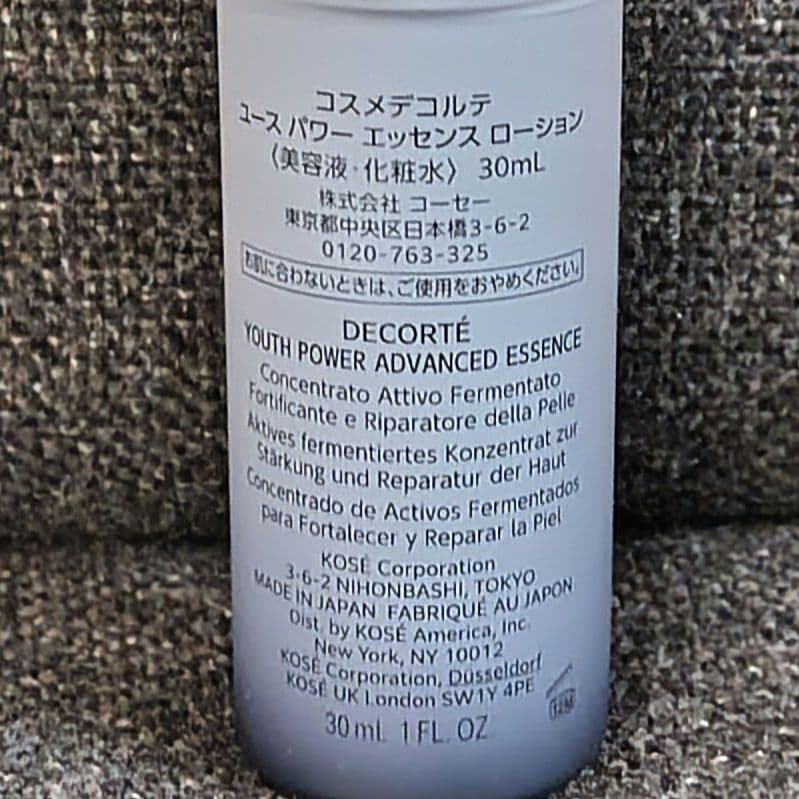 コスメデコルテ
ユース パワー エッセンス ローション
〈美容液・化粧水〉 30mL
株式会社 コーセー
東京都中央区日本橋3-6-2
0120-763-325
お肌に合わないときは、ご使用をおやめください。
DECORTÉ
YOUTH POWER ADVANCED ESSENCE
Concentrato Attivo Fermentato
Fortificante e Riparatore della Pelle
Aktives fermentiertes Konzentrat zur
Stärkung und Reparatur der Haut
Concentrado de Activos Fermentados
para Fortalecer y Reparar la Piel
KOSÉ Corporation
3-6-2 NIHONBASHI, TOKYO
MADE IN JAPAN FABRIQUÉ AU JAPON
Dist. by KOSÉ America, Inc.
New York, NY 10012
KOSÉ Corporation, Düsseldorf
KOSÉ UK London SW1Y 4PE
12M
30mL 1 FL. OZ.